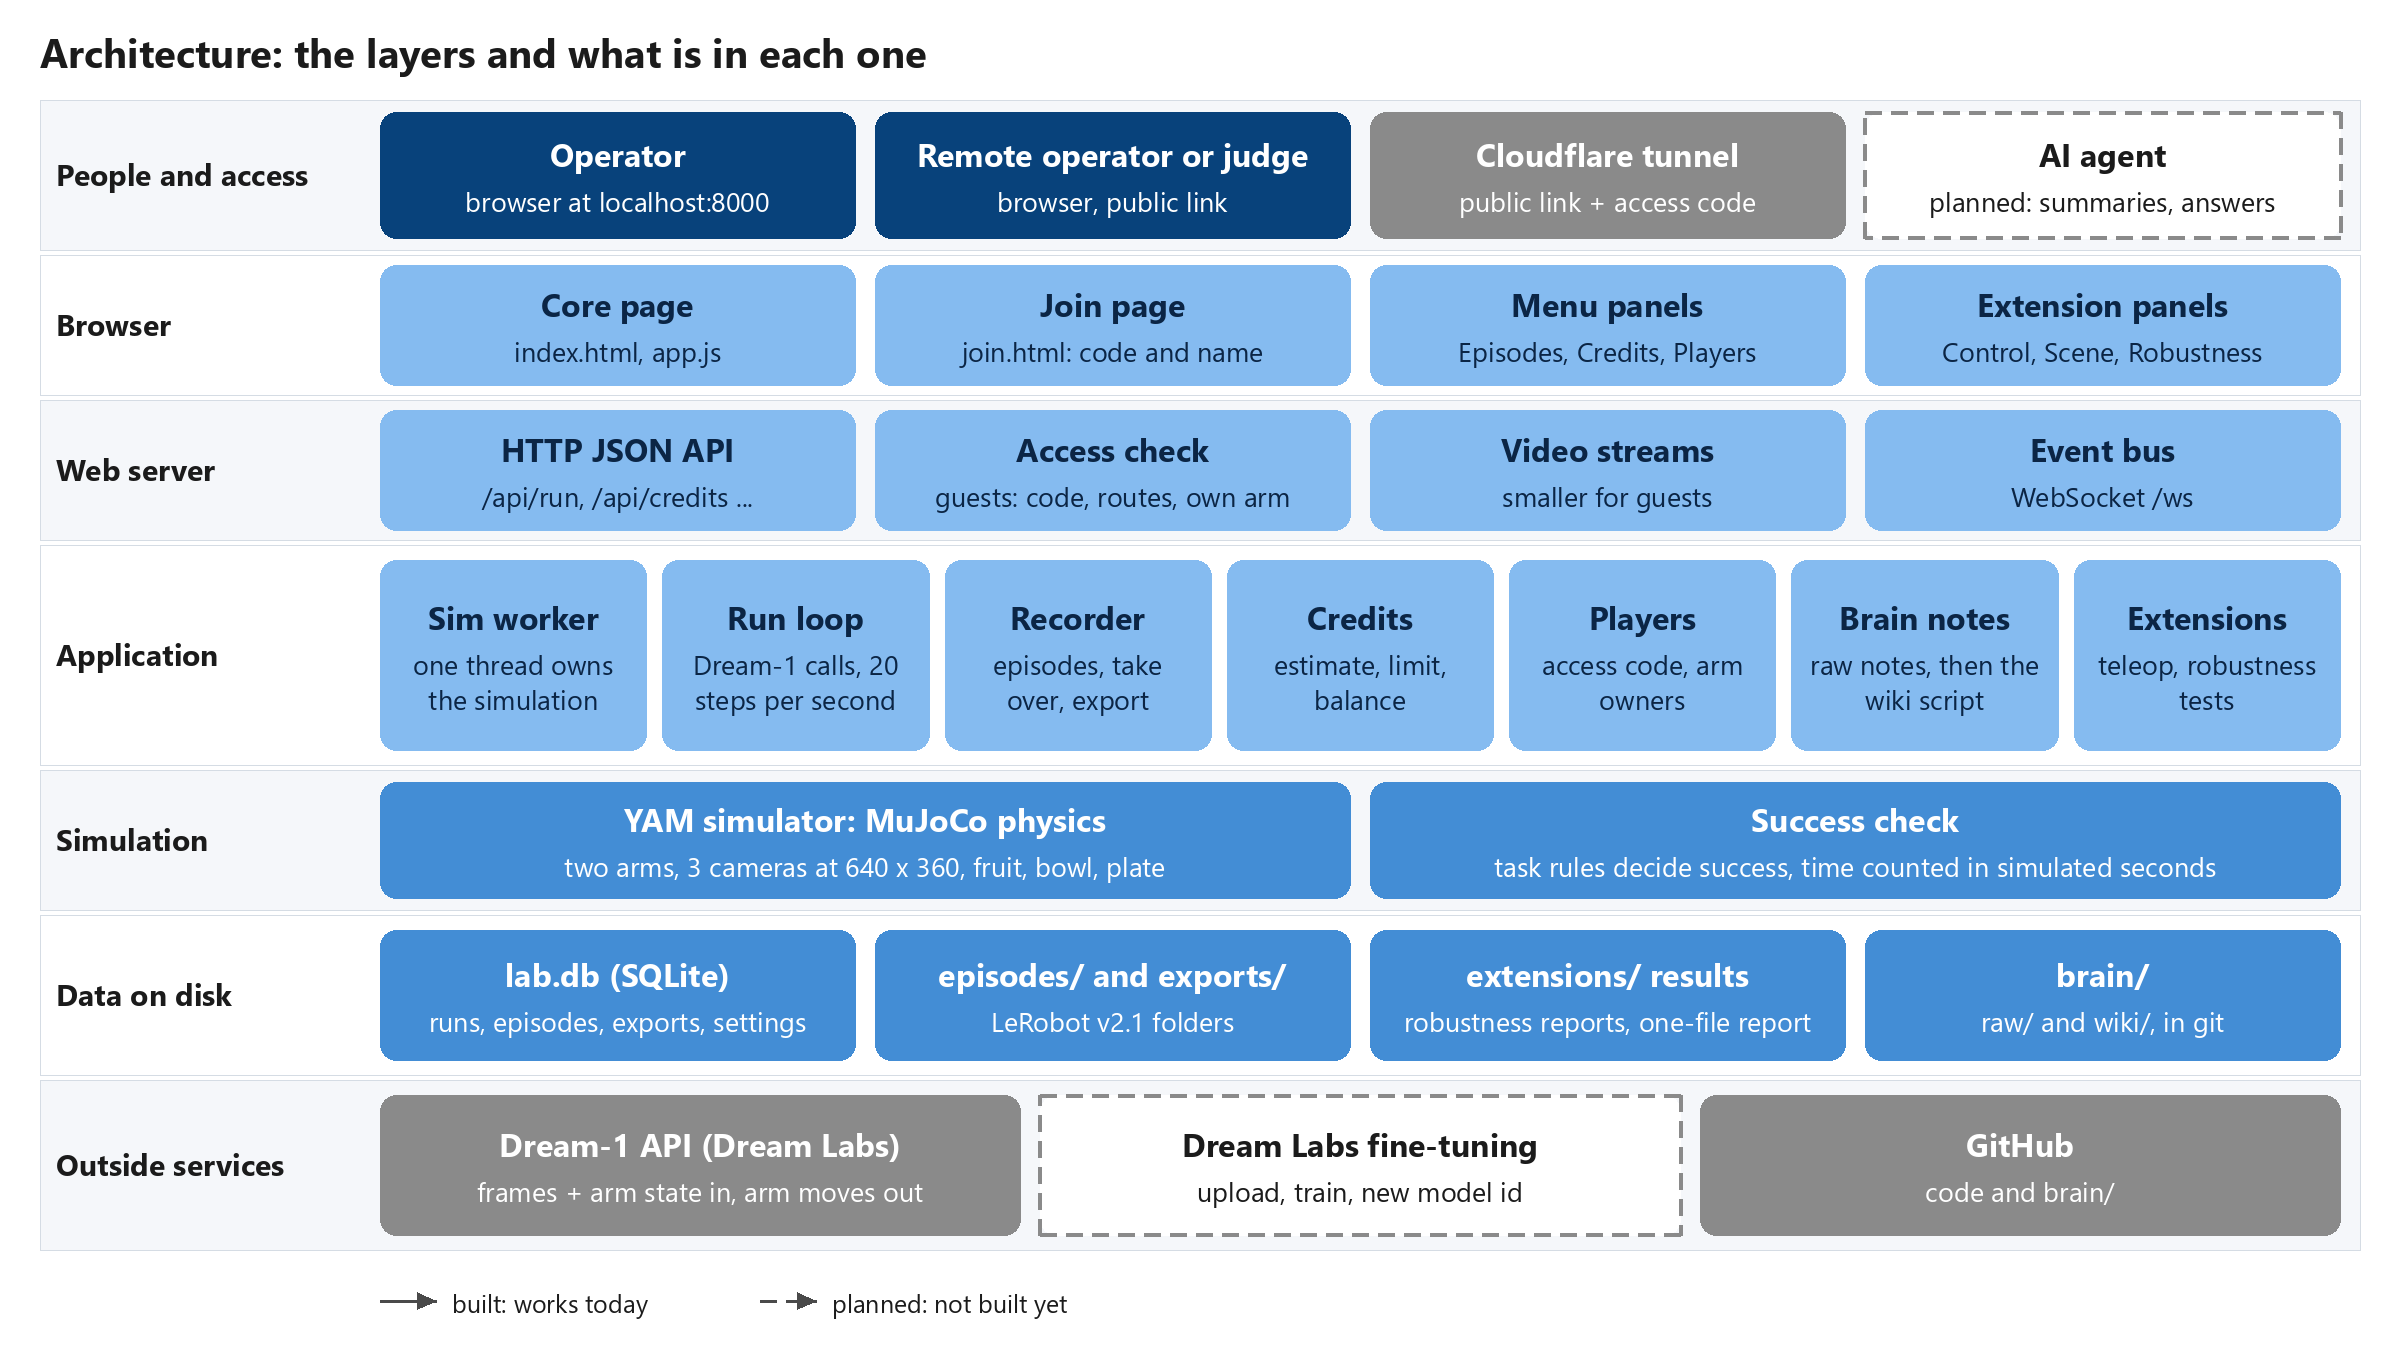 Architecture: the layers and what is in each one
People and access
Operator
browser at localhost:8000
Remote operator or judge
browser, public link
Cloudflare tunnel
public link + access code
AI agent
planned: summaries, answers
Browser
Core page
index.html, app.js
Join page
join.html: code and name
Menu panels
Episodes, Credits, Players
Extension panels
Control, Scene, Robustness
Web server
HTTP JSON API
/api/run, /api/credits ...
Access check
guests: code, routes, own arm
Video streams
smaller for guests
Event bus
WebSocket /ws
Application
Sim worker
one thread owns
the simulation
Run loop
Dream-1 calls, 20
steps per second
Recorder
episodes, take
over, export
Credits
estimate, limit,
balance
Players
access code, arm
owners
Brain notes
raw notes, then the
wiki script
Extensions
teleop, robustness
tests
Simulation
YAM simulator: MuJoCo physics
two arms, 3 cameras at 640 x 360, fruit, bowl, plate
Success check
task rules decide success, time counted in simulated seconds
Data on disk
lab.db (SQLite)
runs, episodes, exports, settings
episodes/ and exports/
LeRobot v2.1 folders
extensions/ results
robustness reports, one-file report
brain/
raw/ and wiki/, in git
Outside services
Dream-1 API (Dream Labs)
frames + arm state in, arm moves out
Dream Labs fine-tuning
upload, train, new model id
GitHub
code and brain/
built: works today
planned: not built yet